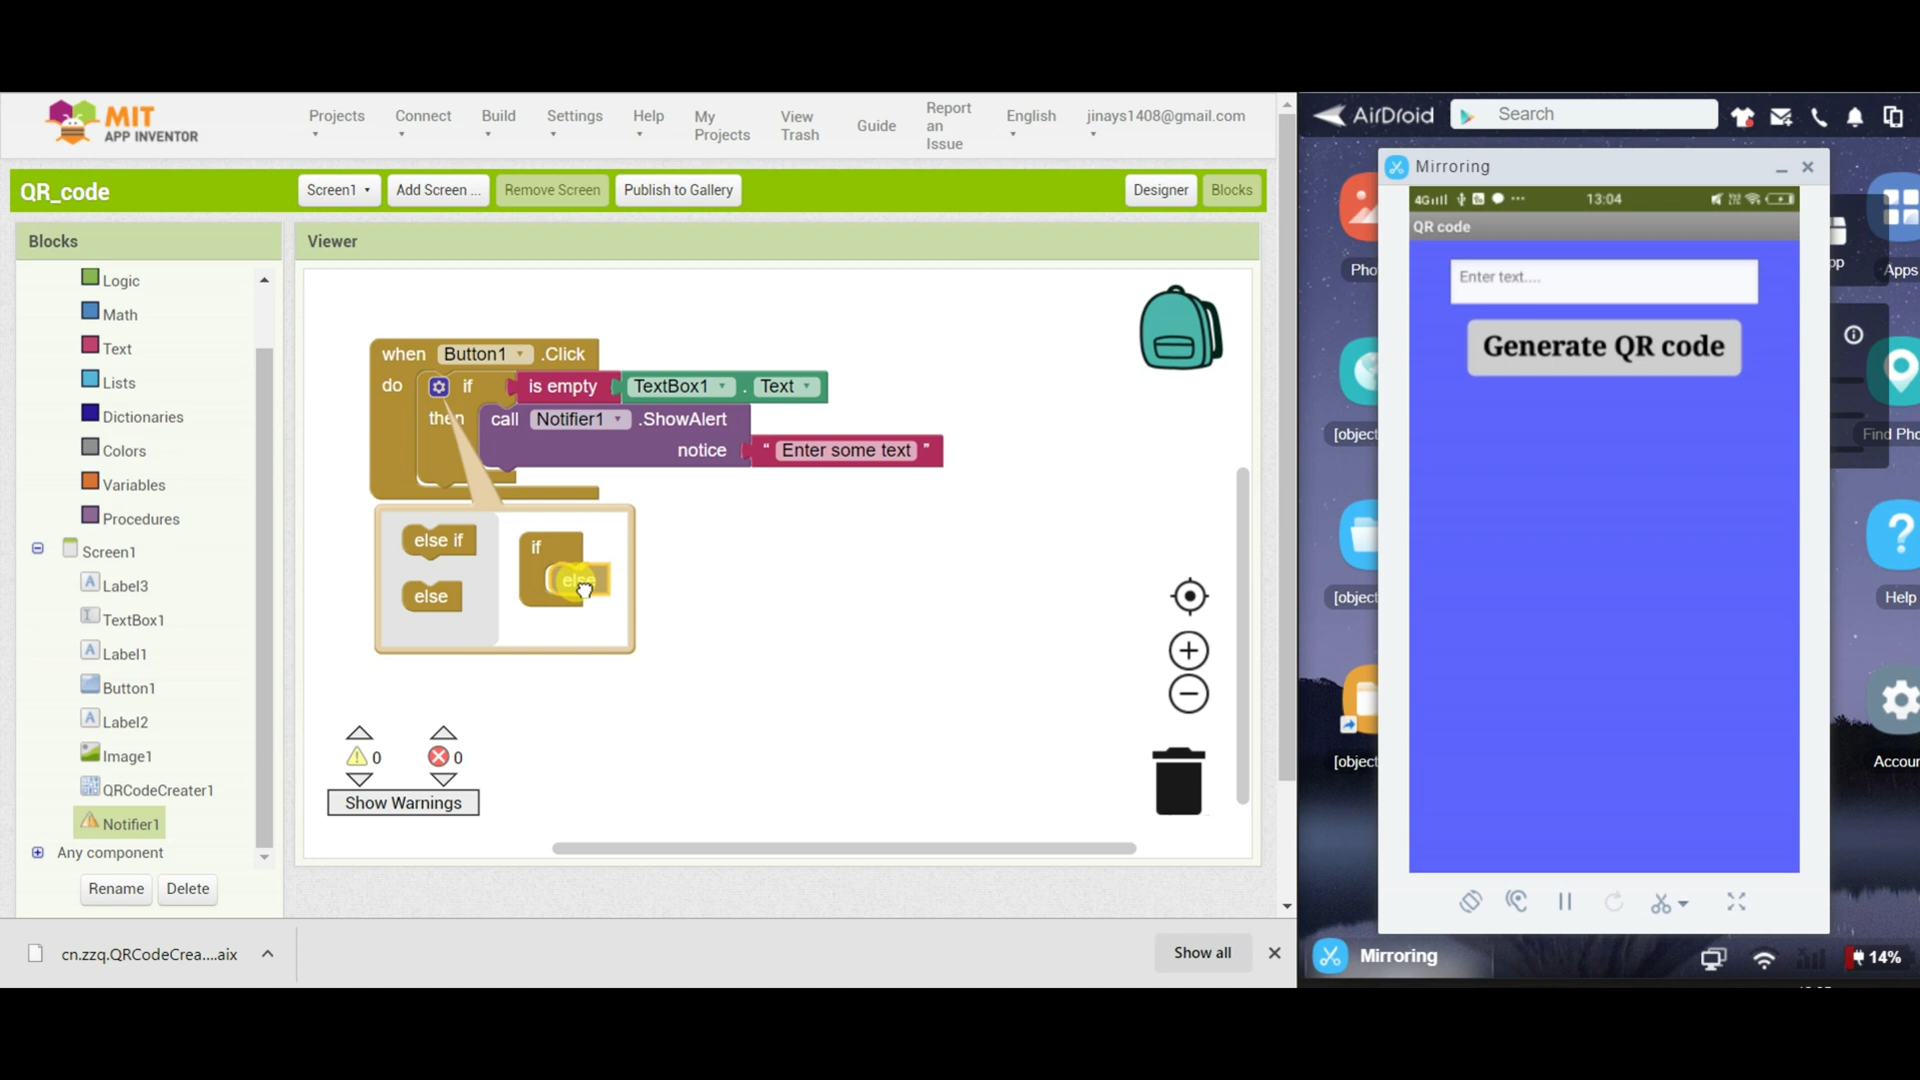 MIT
APP INVENTOR
Projects
Connect
Build
Settings
Help
My
Projects
View
Trash
Guide
Report
an
Issue
English
jinays1408@gmail.com
QR_code
Screen1
Add Screen ...
Remove Screen
Publish to Gallery
Designer
Blocks
Blocks
Logic
Math
Text
Lists
Dictionaries
Colors
Variables
Procedures
Screen1
Label3
TextBox1
Label1
Button1
Label2
Image1
QRCodeCreater1
Notifier1
Any component
Rename
Delete
Viewer
when Button1 .Click
do if is empty TextBox1 . Text
then call Notifier1 .ShowAlert
notice " Enter some text "
else if
else
if
else
0
0
Show Warnings
cn.zzq.QRCodeCrea....aix
Show all
AirDroid
Search
Mirroring
4G
13:04
QR code
Enter text....
Generate QR code
Pho
[object
[object
[object
pp
Apps
Find Pho
Help
Accoun
Mirroring
14%